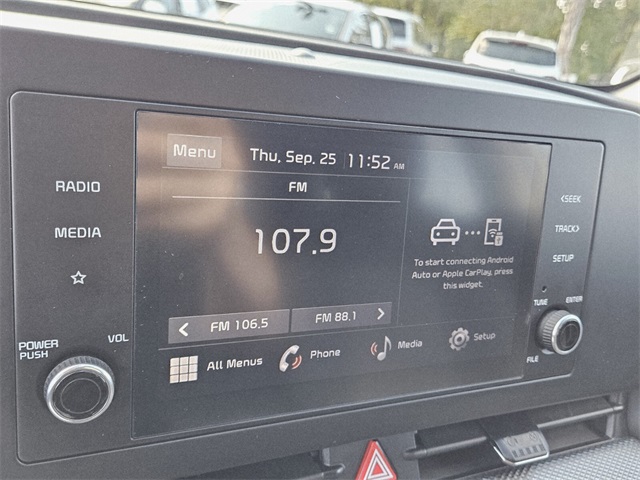 Menu Thu, Sep. 25 11:52 AM
FM
107.9
To start connecting Android
Auto or Apple CarPlay, press
this widget.
< FM 106.5 FM 88.1 >
All Menus Phone Media Setup
RADIO
MEDIA
☆
POWER
PUSH
VOL
<SEEK
TRACK>
SETUP
TUNE
ENTER
FILE